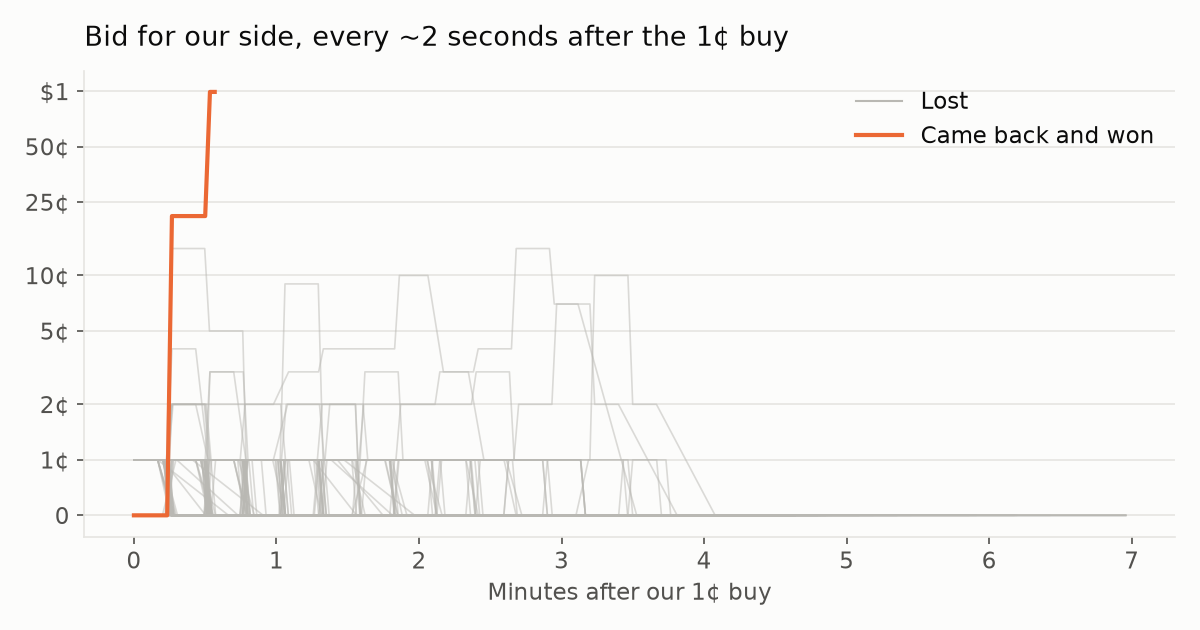 Bid for our side, every ~2 seconds after the 1¢ buy
$1
50¢
25¢
10¢
5¢
2¢
1¢
0
Lost
Came back and won
0 1 2 3 4 5 6 7
Minutes after our 1¢ buy